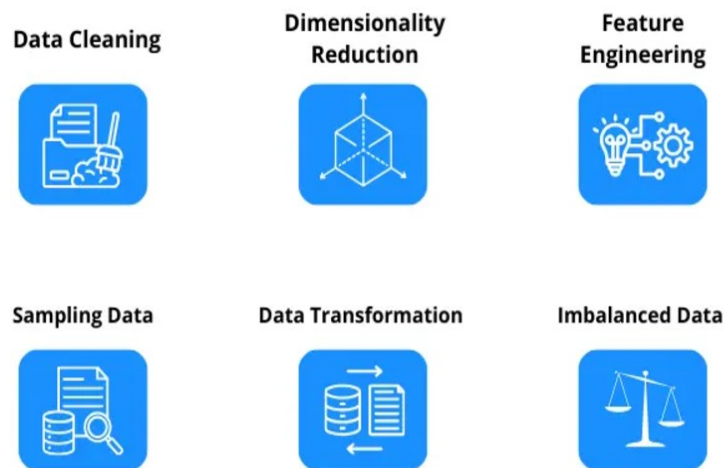 Data Cleaning
Dimensionality
Reduction
Feature
Engineering
Sampling Data
Data Transformation
Imbalanced Data